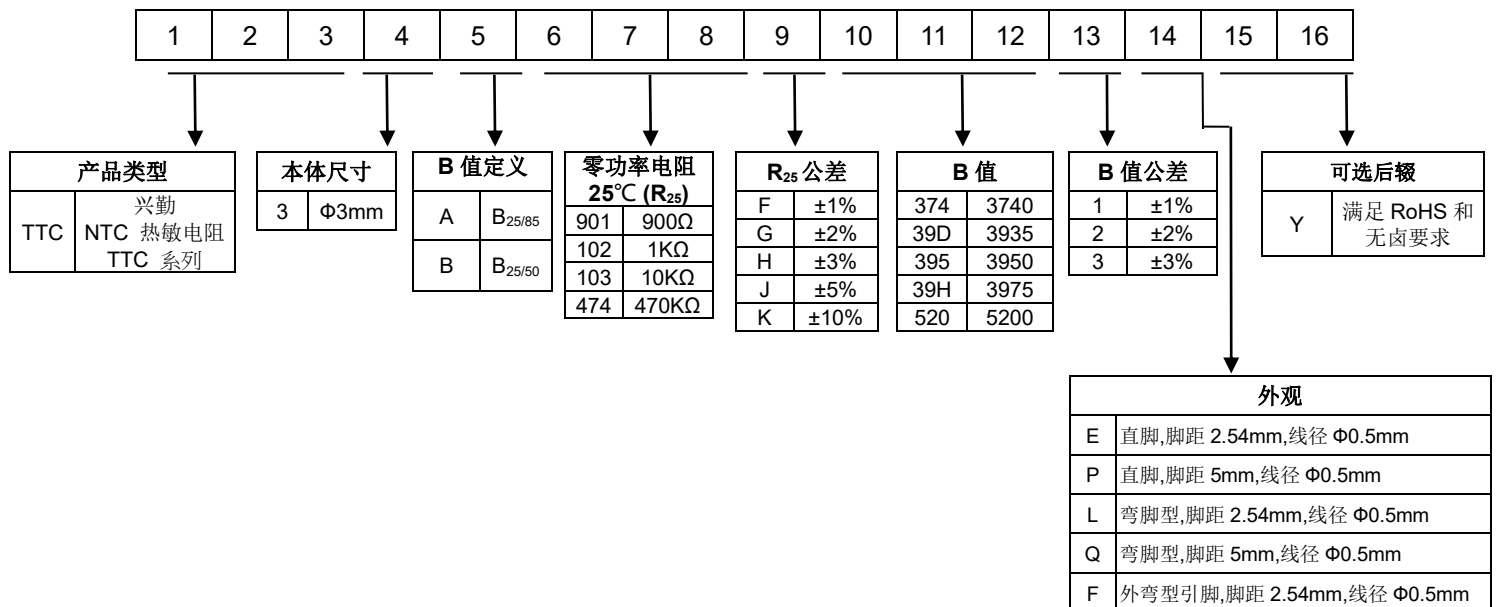 1 2 3 4 5 6 7 8 9 10 11 12 13 14 15 16
产品类型
TTC
兴勤
NTC 热敏电阻
TTC 系列
本体尺寸
3 Φ3mm
B 值定义
A B25/85
B B25/50
零功率电阻
25℃ (R25)
901 900Ω
102 1KΩ
103 10KΩ
474 470KΩ
R25 公差
F ±1%
G ±2%
H ±3%
J ±5%
K ±10%
B 值
374 3740
39D 3935
395 3950
39H 3975
520 5200
B 值公差
1 ±1%
2 ±2%
3 ±3%
可选后辍
Y
满足 RoHS 和
无卤要求
外观
E 直脚,脚距 2.54mm,线径 Φ0.5mm
P 直脚,脚距 5mm,线径 Φ0.5mm
L 弯脚型,脚距 2.54mm,线径 Φ0.5mm
Q 弯脚型,脚距 5mm,线径 Φ0.5mm
F 外弯型引脚,脚距 2.54mm,线径 Φ0.5mm